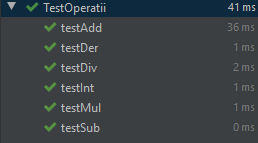 TestOperatii 41 ms
testAdd 36 ms
testDer 1 ms
testDiv 2 ms
testInt 1 ms
testMul 1 ms
testSub 0 ms